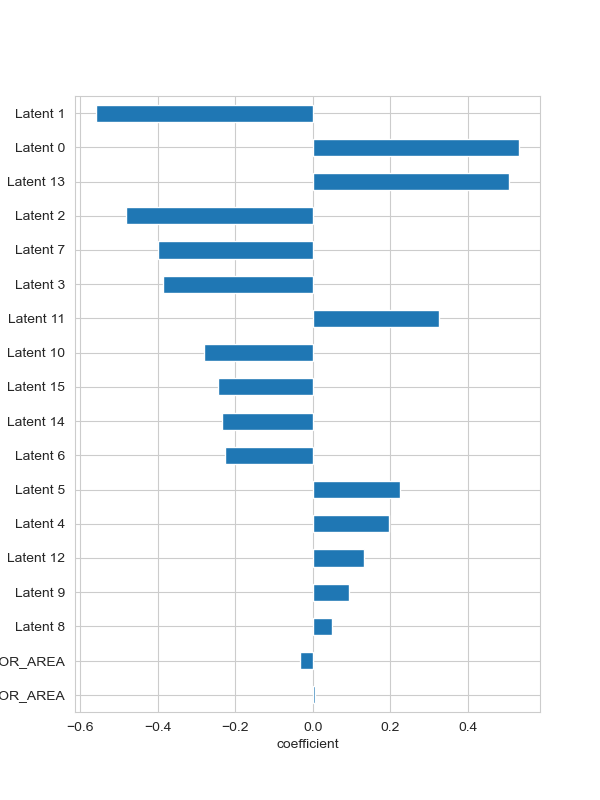 Latent 1
Latent 0
Latent 13
Latent 2
Latent 7
Latent 3
Latent 11
Latent 10
Latent 15
Latent 14
Latent 6
Latent 5
Latent 4
Latent 12
Latent 9
Latent 8
OR_AREA
OR_AREA
−0.6 −0.4 −0.2 0.0 0.2 0.4
coefficient